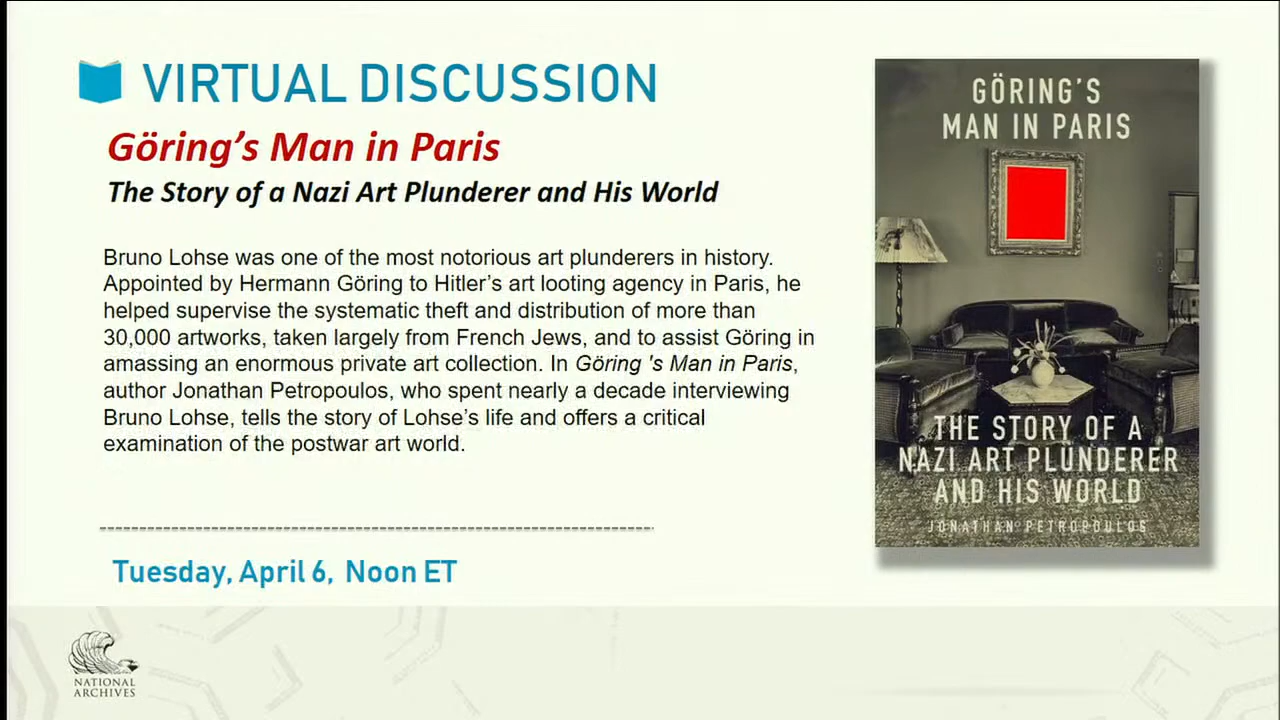 VIRTUAL DISCUSSION
Göring’s Man in Paris
The Story of a Nazi Art Plunderer and His World
Bruno Lohse was one of the most notorious art plunderers in history.
Appointed by Hermann Göring to Hitler’s art looting agency in Paris, he
helped supervise the systematic theft and distribution of more than
30,000 artworks, taken largely from French Jews, and to assist Göring in
amassing an enormous private art collection. In Göring 's Man in Paris,
author Jonathan Petropoulos, who spent nearly a decade interviewing
Bruno Lohse, tells the story of Lohse’s life and offers a critical
examination of the postwar art world.
Tuesday, April 6, Noon ET
NATIONAL
ARCHIVES
GÖRING’S
MAN IN PARIS
THE STORY OF A
NAZI ART PLUNDERER
AND HIS WORLD
JONATHAN PETROPOULOS